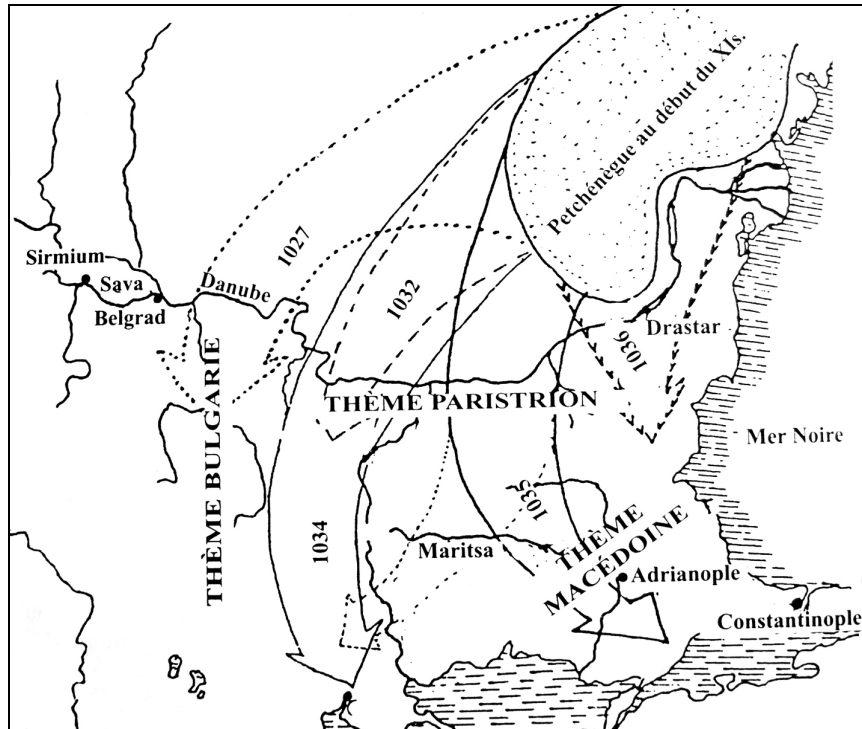 Petchénègue au début du XIs.
1027
Sirmium
Sava
Danube
Belgrad
1032
Drastar
1036
THÈME PARISTRION
THÈME BULGARIE
Mer Noire
1035
1034
Maritsa
THÈME
MACÉDOINE
Adrianople
Constantinople